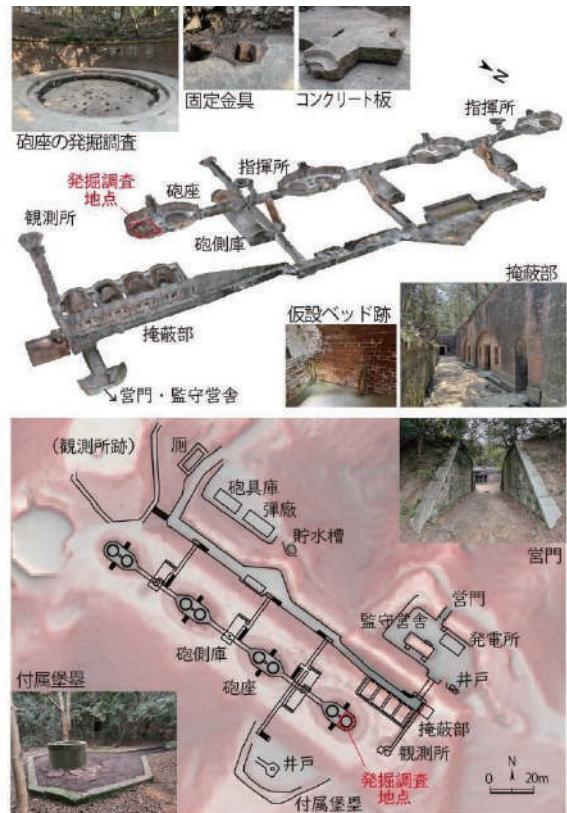 砲座の発掘調査
固定金具
コンクリート板
N
指揮所
指揮所
砲座
発掘調査
地点
観測所
砲側庫
掩蔽部
仮設ベッド跡
掩蔽部
↘営門・監守営舎
(観測所跡)
厠
砲具庫
弾廠
貯水槽
営門
営門
監守営舎
発電所
井戸
砲側庫
砲座
掩蔽部
観測所
付属堡塁
井戸
発掘調査
地点
付属堡塁
N
0 20m